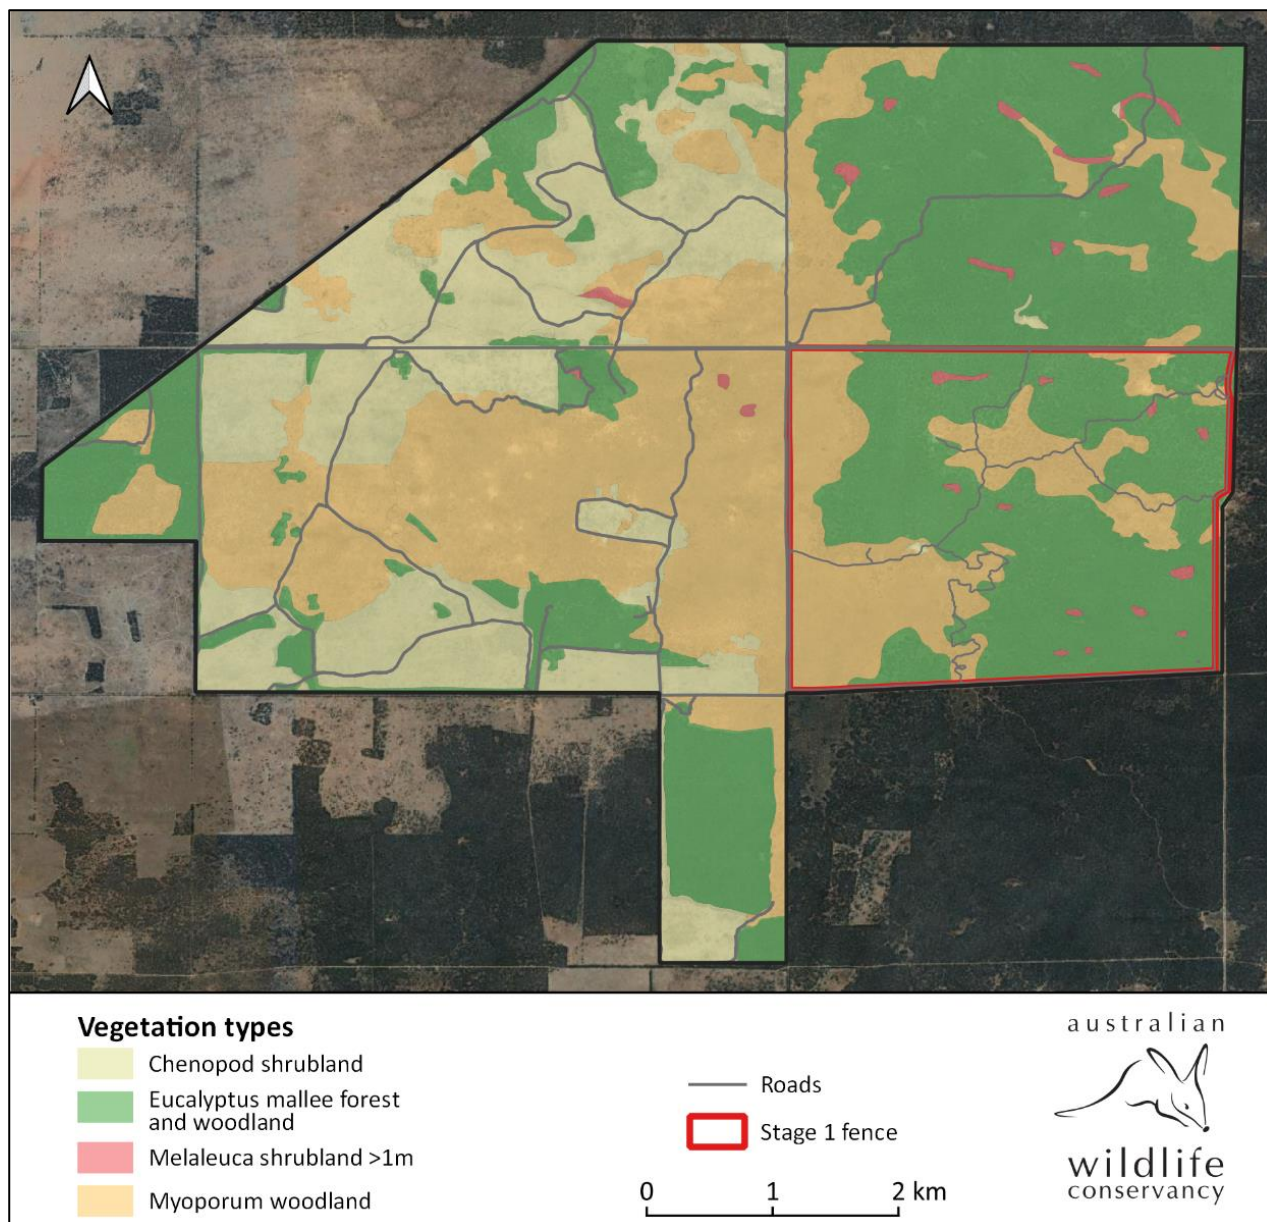 Vegetation types
Chenopod shrubland
Eucalyptus mallee forest
and woodland
Melaleuca shrubland >1m
Myoporum woodland
Roads
Stage 1 fence
0 1 2 km
australian
wildlife
conservancy